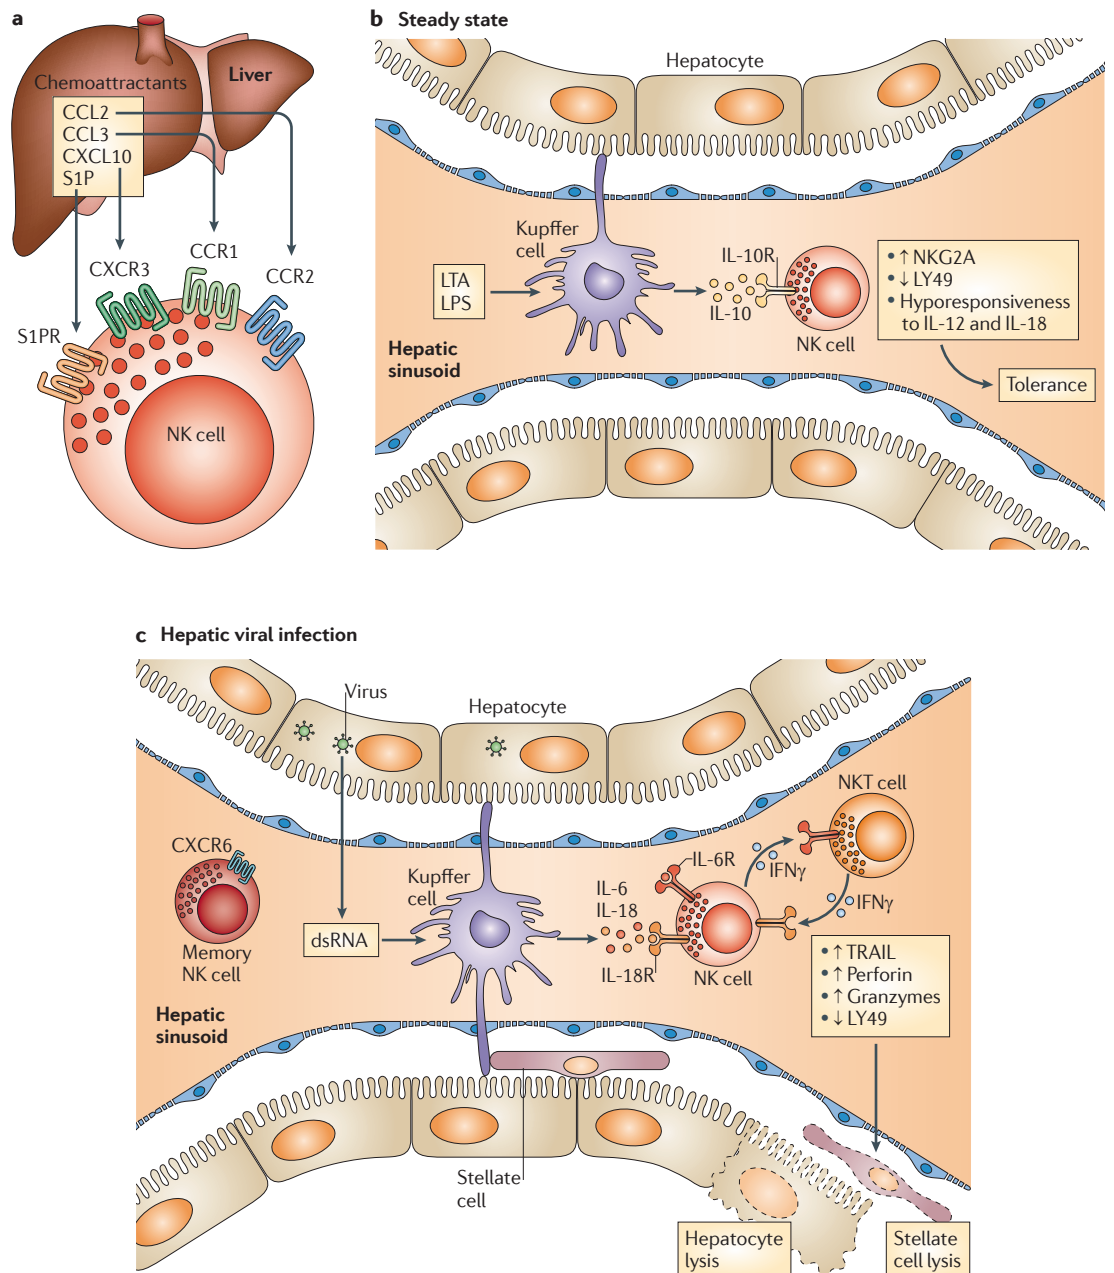 a
Liver
Chemoattractants
CCL2
CCL3
CXCL10
S1P
CCR1
CXCR3
CCR2
S1PR
NK cell
b Steady state
Hepatocyte
Kupffer
cell
LTA
LPS
IL-10R
IL-10
NK cell
• ↑ NKG2A
• ↓ LY49
• Hyporesponsiveness
to IL-12 and IL-18
Hepatic
sinusoid
Tolerance
c Hepatic viral infection
Virus
Hepatocyte
NKT cell
CXCR6
Memory
NK cell
Kupffer
cell
dsRNA
IL-6R
IL-6
IL-18
IL-18R
NK cell
IFNγ
IFNγ
• ↑ TRAIL
• ↑ Perforin
• ↑ Granzymes
• ↓ LY49
Hepatic
sinusoid
Stellate
cell
Hepatocyte
lysis
Stellate
cell lysis